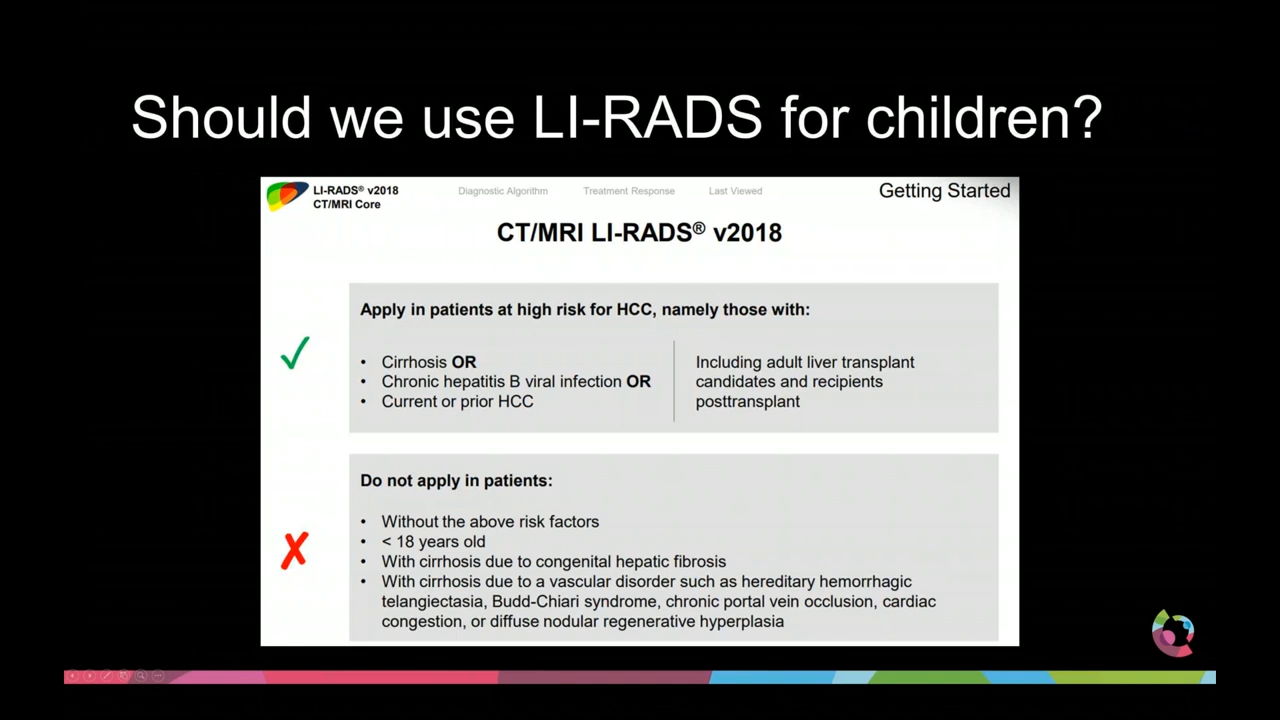 Should we use LI-RADS for children?
LI-RADS® v2018
CT/MRI Core
Diagnostic Algorithm
Treatment Response
Last Viewed
Getting Started
CT/MRI LI-RADS® v2018
Apply in patients at high risk for HCC, namely those with:
• Cirrhosis OR
• Chronic hepatitis B viral infection OR
• Current or prior HCC
Including adult liver transplant
candidates and recipients
posttransplant
Do not apply in patients:
• Without the above risk factors
• < 18 years old
• With cirrhosis due to congenital hepatic fibrosis
• With cirrhosis due to a vascular disorder such as hereditary hemorrhagic
telangiectasia, Budd-Chiari syndrome, chronic portal vein occlusion, cardiac
congestion, or diffuse nodular regenerative hyperplasia